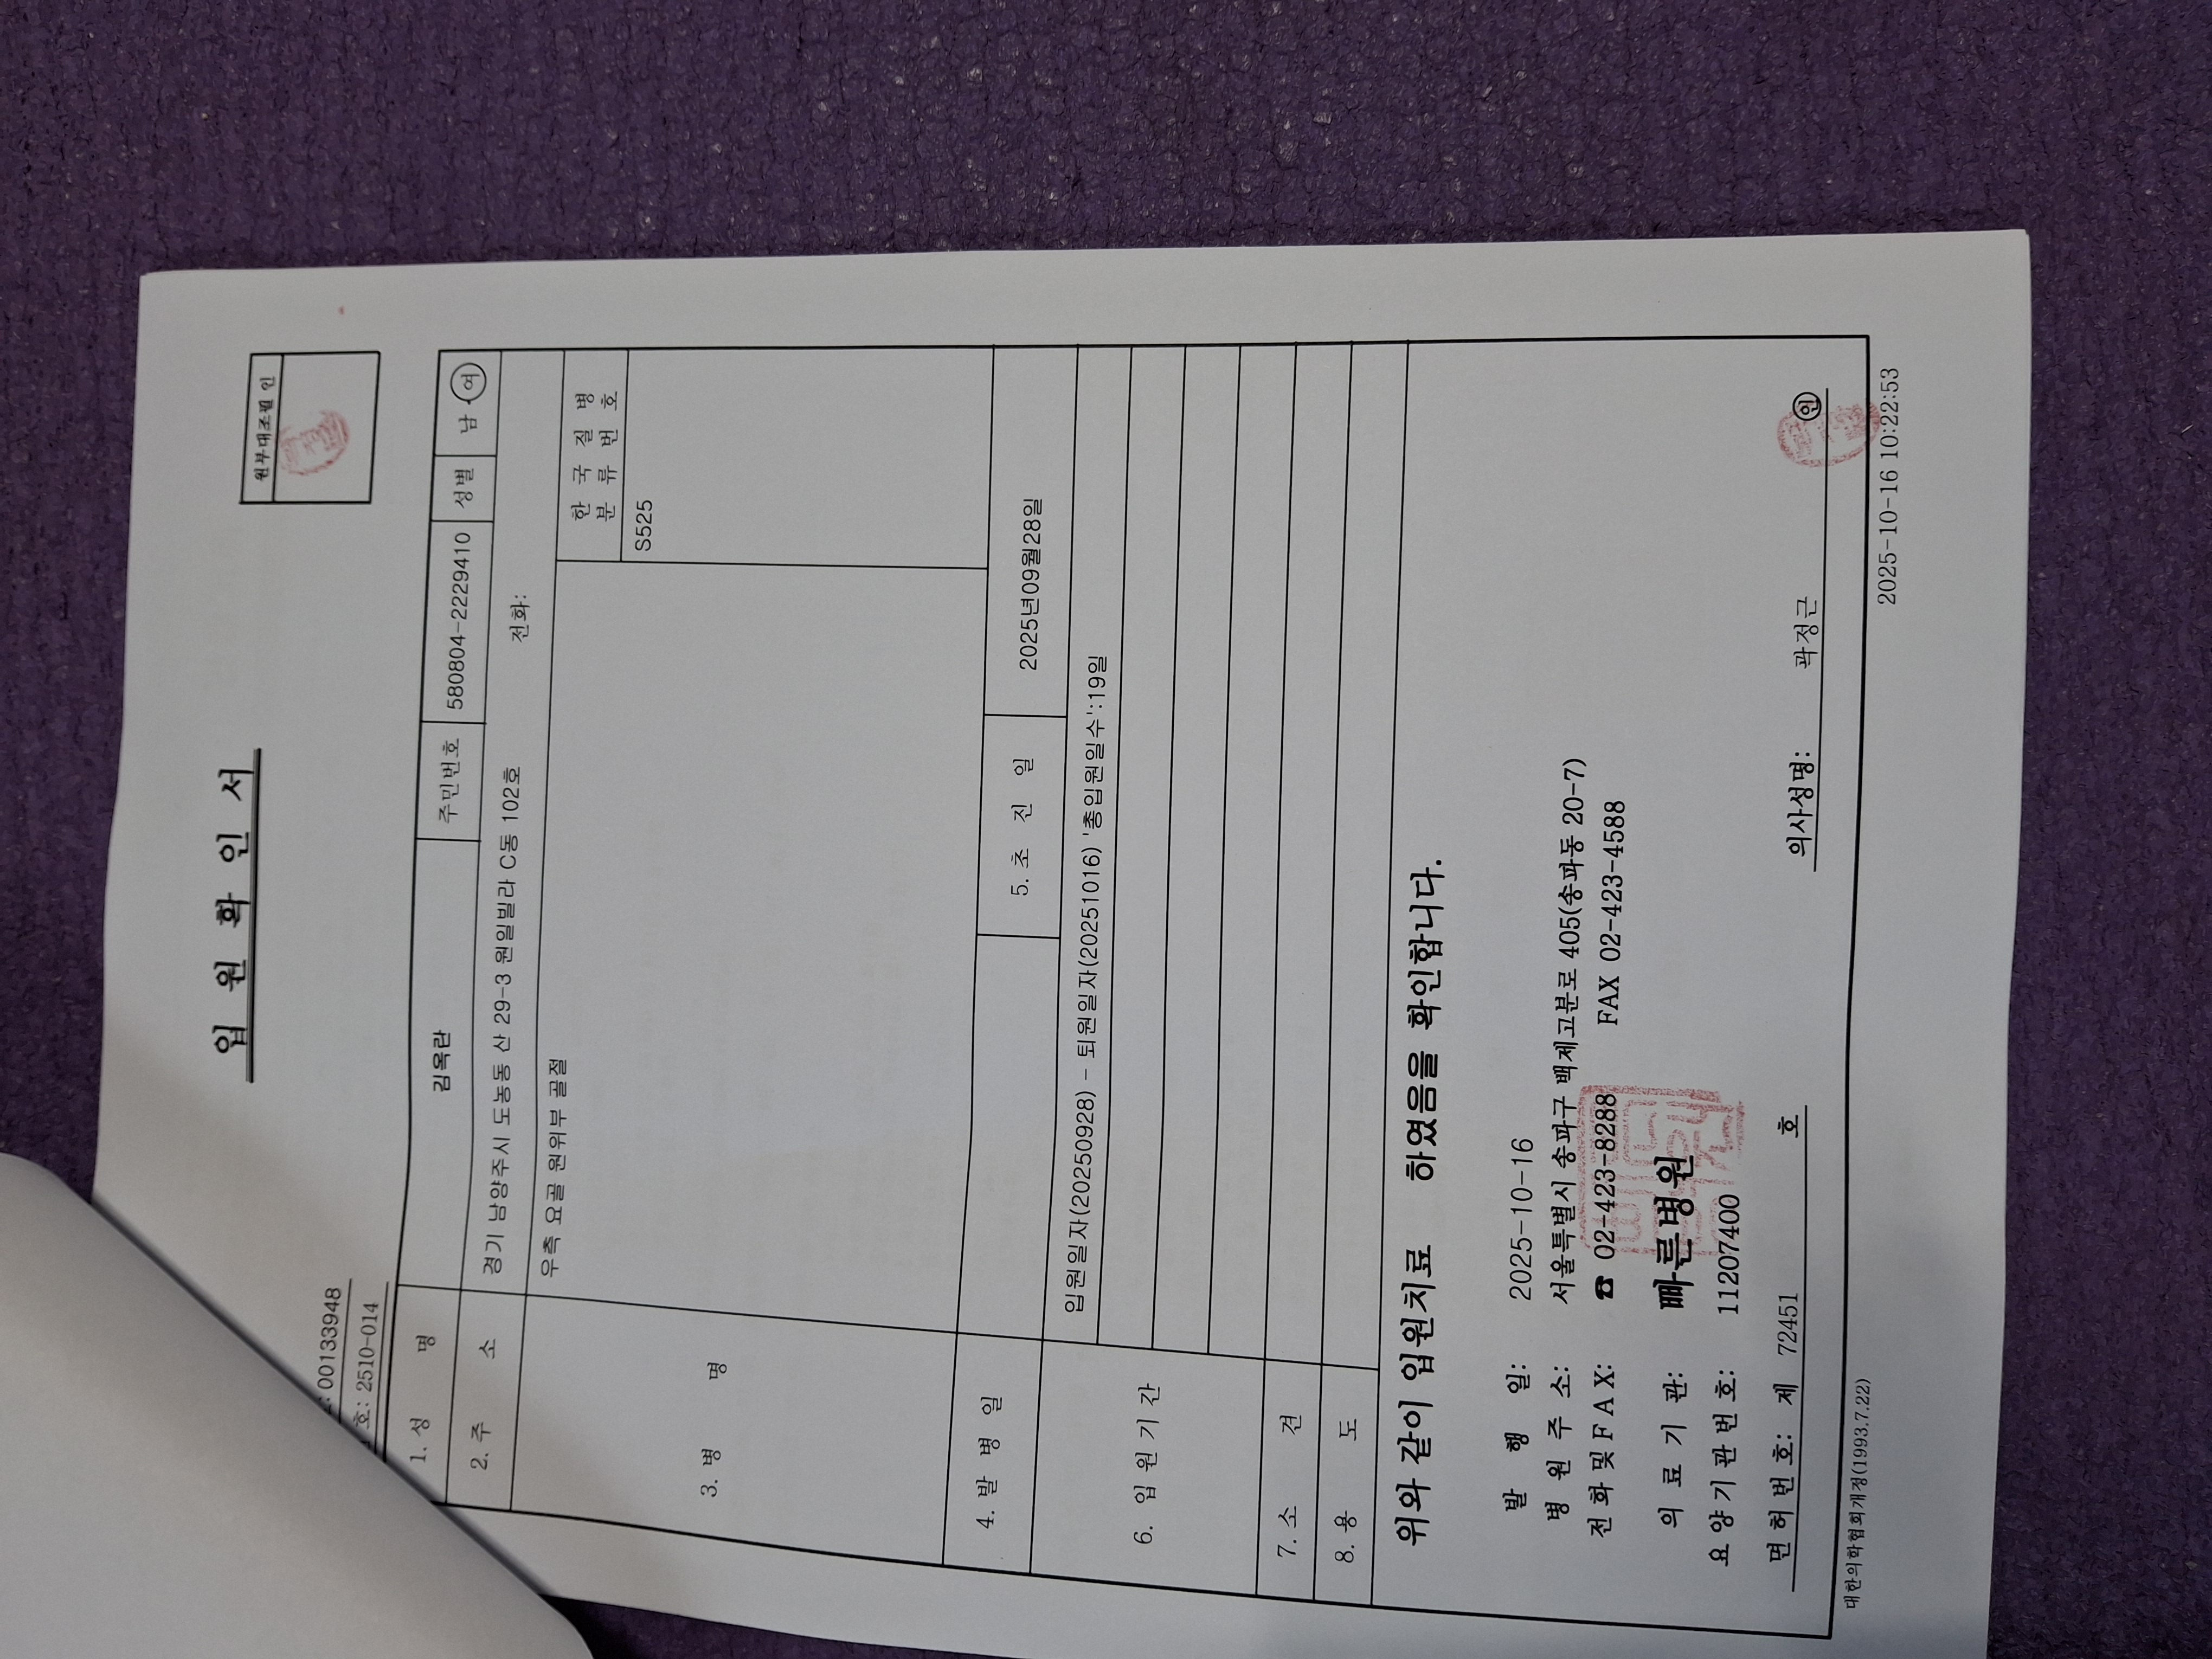 입 원 확 인 서
원부대조필 인
: 00133948
호: 2510-014
1. 성 명 김옥란 주민번호 580804-2229410 성별 남 · 여
2. 주 소 경기 남양주시 도농동 산 29-3 원일빌라 C동 102호 전화:
3. 병 명 우측 요골 원위부 골절
한 국 질 병
분 류 번 호
S525
4. 발 병 일 5. 초 진 일 2025년09월28일
6. 입 원 기 간 입원일자(20250928) - 퇴원일자(20251016) '총입원일수':19일
7. 소 견
8. 용 도
위와 같이 입원치료 하였음을 확인합니다.
발 행 일: 2025-10-16
병 원 주 소: 서울특별시 송파구 백제고분로 405(송파동 20-7)
전 화 및 F A X: ☎ 02-423-8288 FAX 02-423-4588
의 료 기 관: 빠른병원
요 양 기 관 번 호: 11207400
면 허 번 호: 제 72451 호 의사성명: 곽정근 인
대한의학협회개정(1993.7.22)
2025-10-16 10:22:53